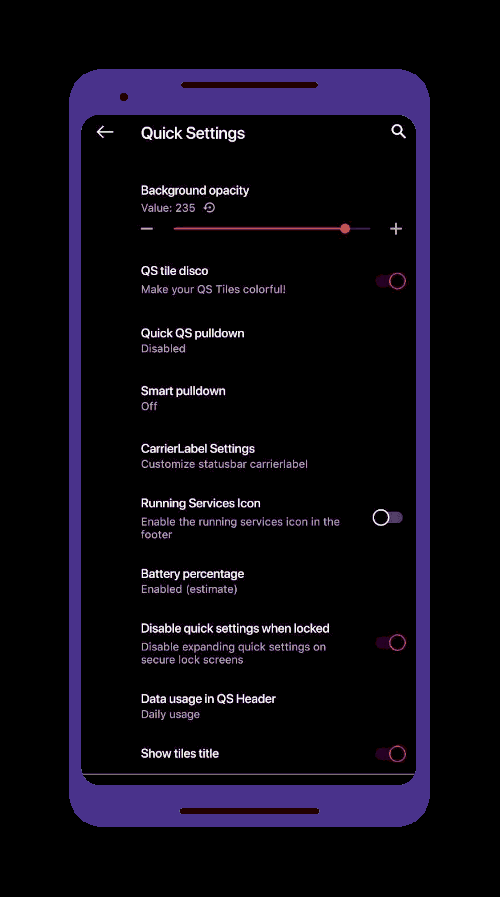 Quick Settings
Background opacity
Value: 235
QS tile disco
Make your QS Tiles colorful!
Quick QS pulldown
Disabled
Smart pulldown
Off
CarrierLabel Settings
Customize statusbar carrierlabel
Running Services Icon
Enable the running services icon in the
footer
Battery percentage
Enabled (estimate)
Disable quick settings when locked
Disable expanding quick settings on
secure lock screens
Data usage in QS Header
Daily usage
Show tiles title